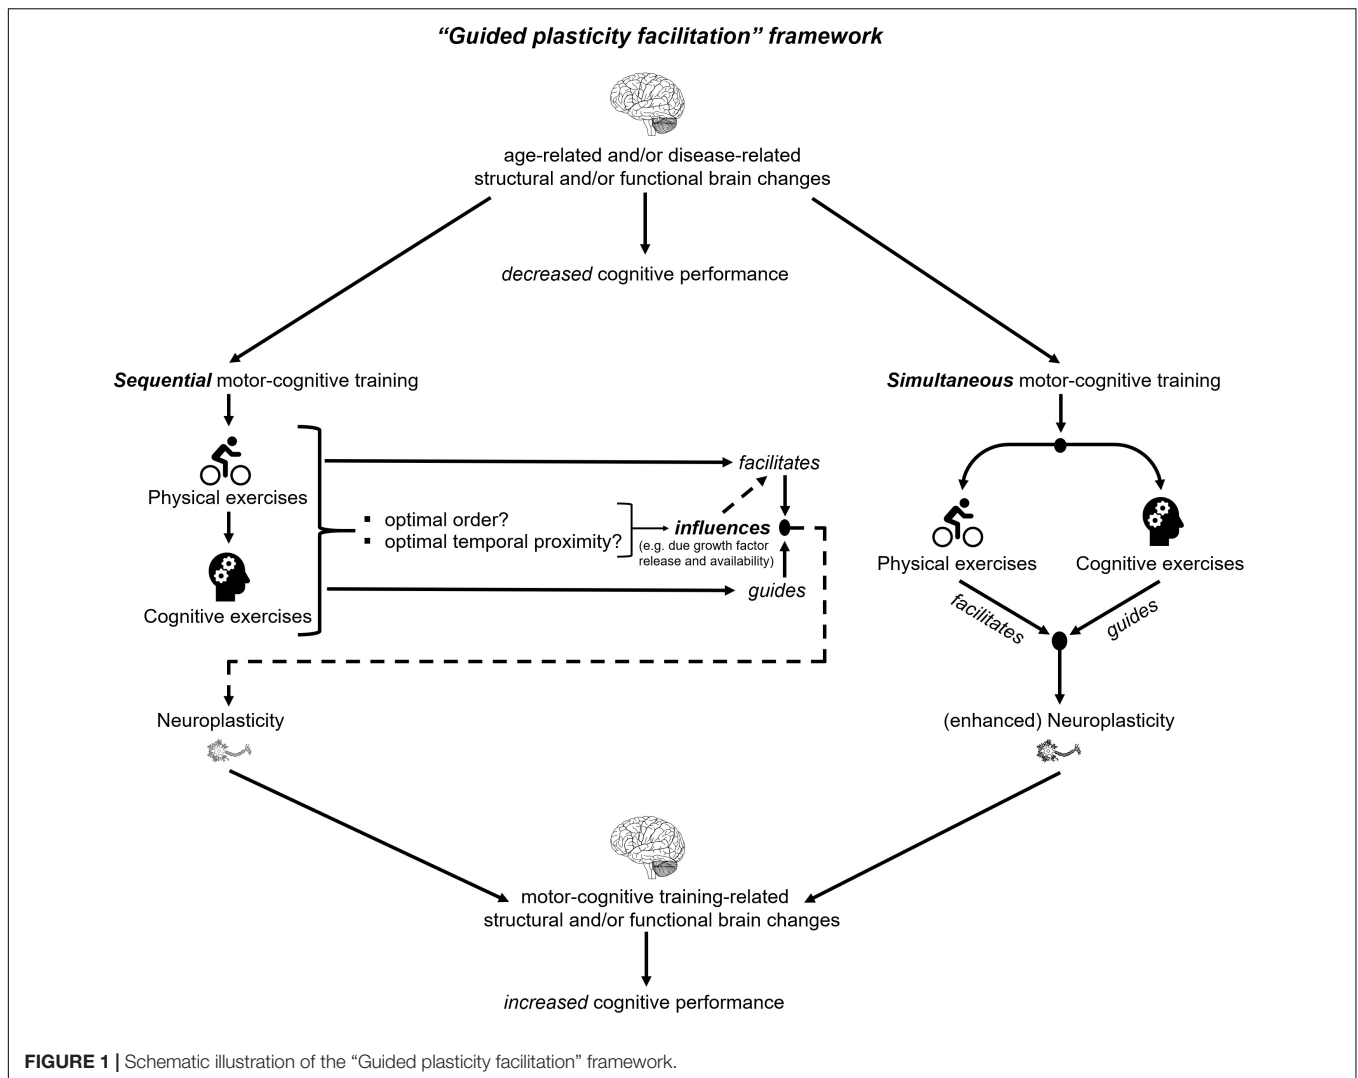 “Guided plasticity facilitation” framework
age-related and/or disease-related
structural and/or functional brain changes
decreased cognitive performance
Sequential motor-cognitive training
Physical exercises
Cognitive exercises
facilitates
▪ optimal order?
▪ optimal temporal proximity?
influences
(e.g. due growth factor
release and availability)
guides
Neuroplasticity
Simultaneous motor-cognitive training
Physical exercises
Cognitive exercises
facilitates
guides
(enhanced) Neuroplasticity
motor-cognitive training-related
structural and/or functional brain changes
increased cognitive performance
FIGURE 1 | Schematic illustration of the “Guided plasticity facilitation” framework.